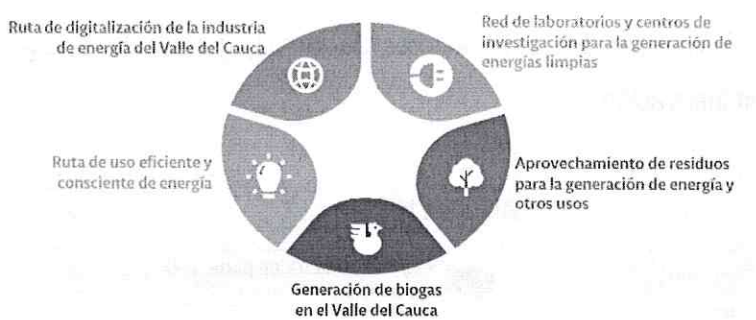 Ruta de digitalización de la industria
de energía del Valle del Cauca
Red de laboratorios y centros de
investigación para la generación de
energías limpias
Ruta de uso eficiente y
consciente de energía
Aprovechamiento de residuos
para la generación de energía y
otros usos
Generación de biogas
en el Valle del Cauca